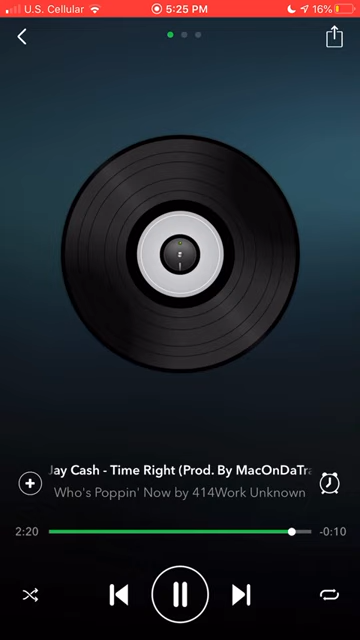 U.S. Cellular 5:25 PM 16%
Jay Cash - Time Right (Prod. By MacOnDaTra
Who's Poppin' Now by 414Work Unknown
2:20 -0:10